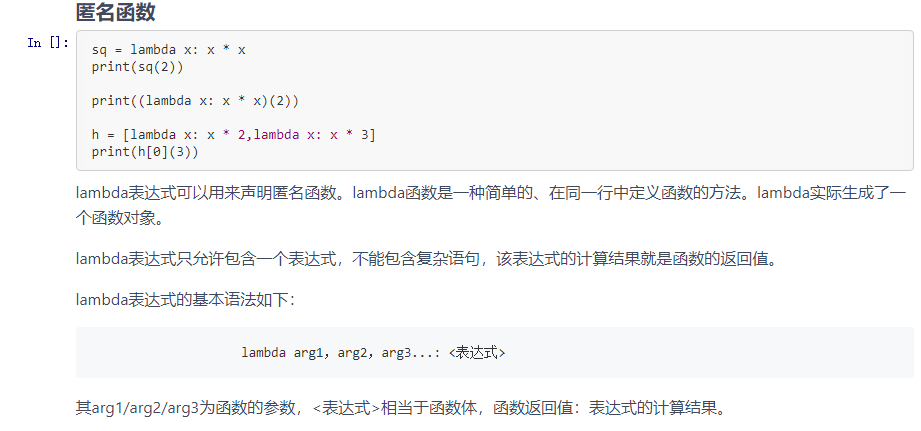 匿名函数
In []:
sq = lambda x: x * x
print(sq(2))
print((lambda x: x * x)(2))
h = [lambda x: x * 2,lambda x: x * 3]
print(h[0](3))
lambda表达式可以用来声明匿名函数。lambda函数是一种简单的、在同一行中定义函数的方法。lambda实际生成了一
个函数对象。
lambda表达式只允许包含一个表达式，不能包含复杂语句，该表达式的计算结果就是函数的返回值。
lambda表达式的基本语法如下：
lambda arg1，arg2，arg3...: <表达式>
其arg1/arg2/arg3为函数的参数，<表达式>相当于函数体，函数返回值：表达式的计算结果。